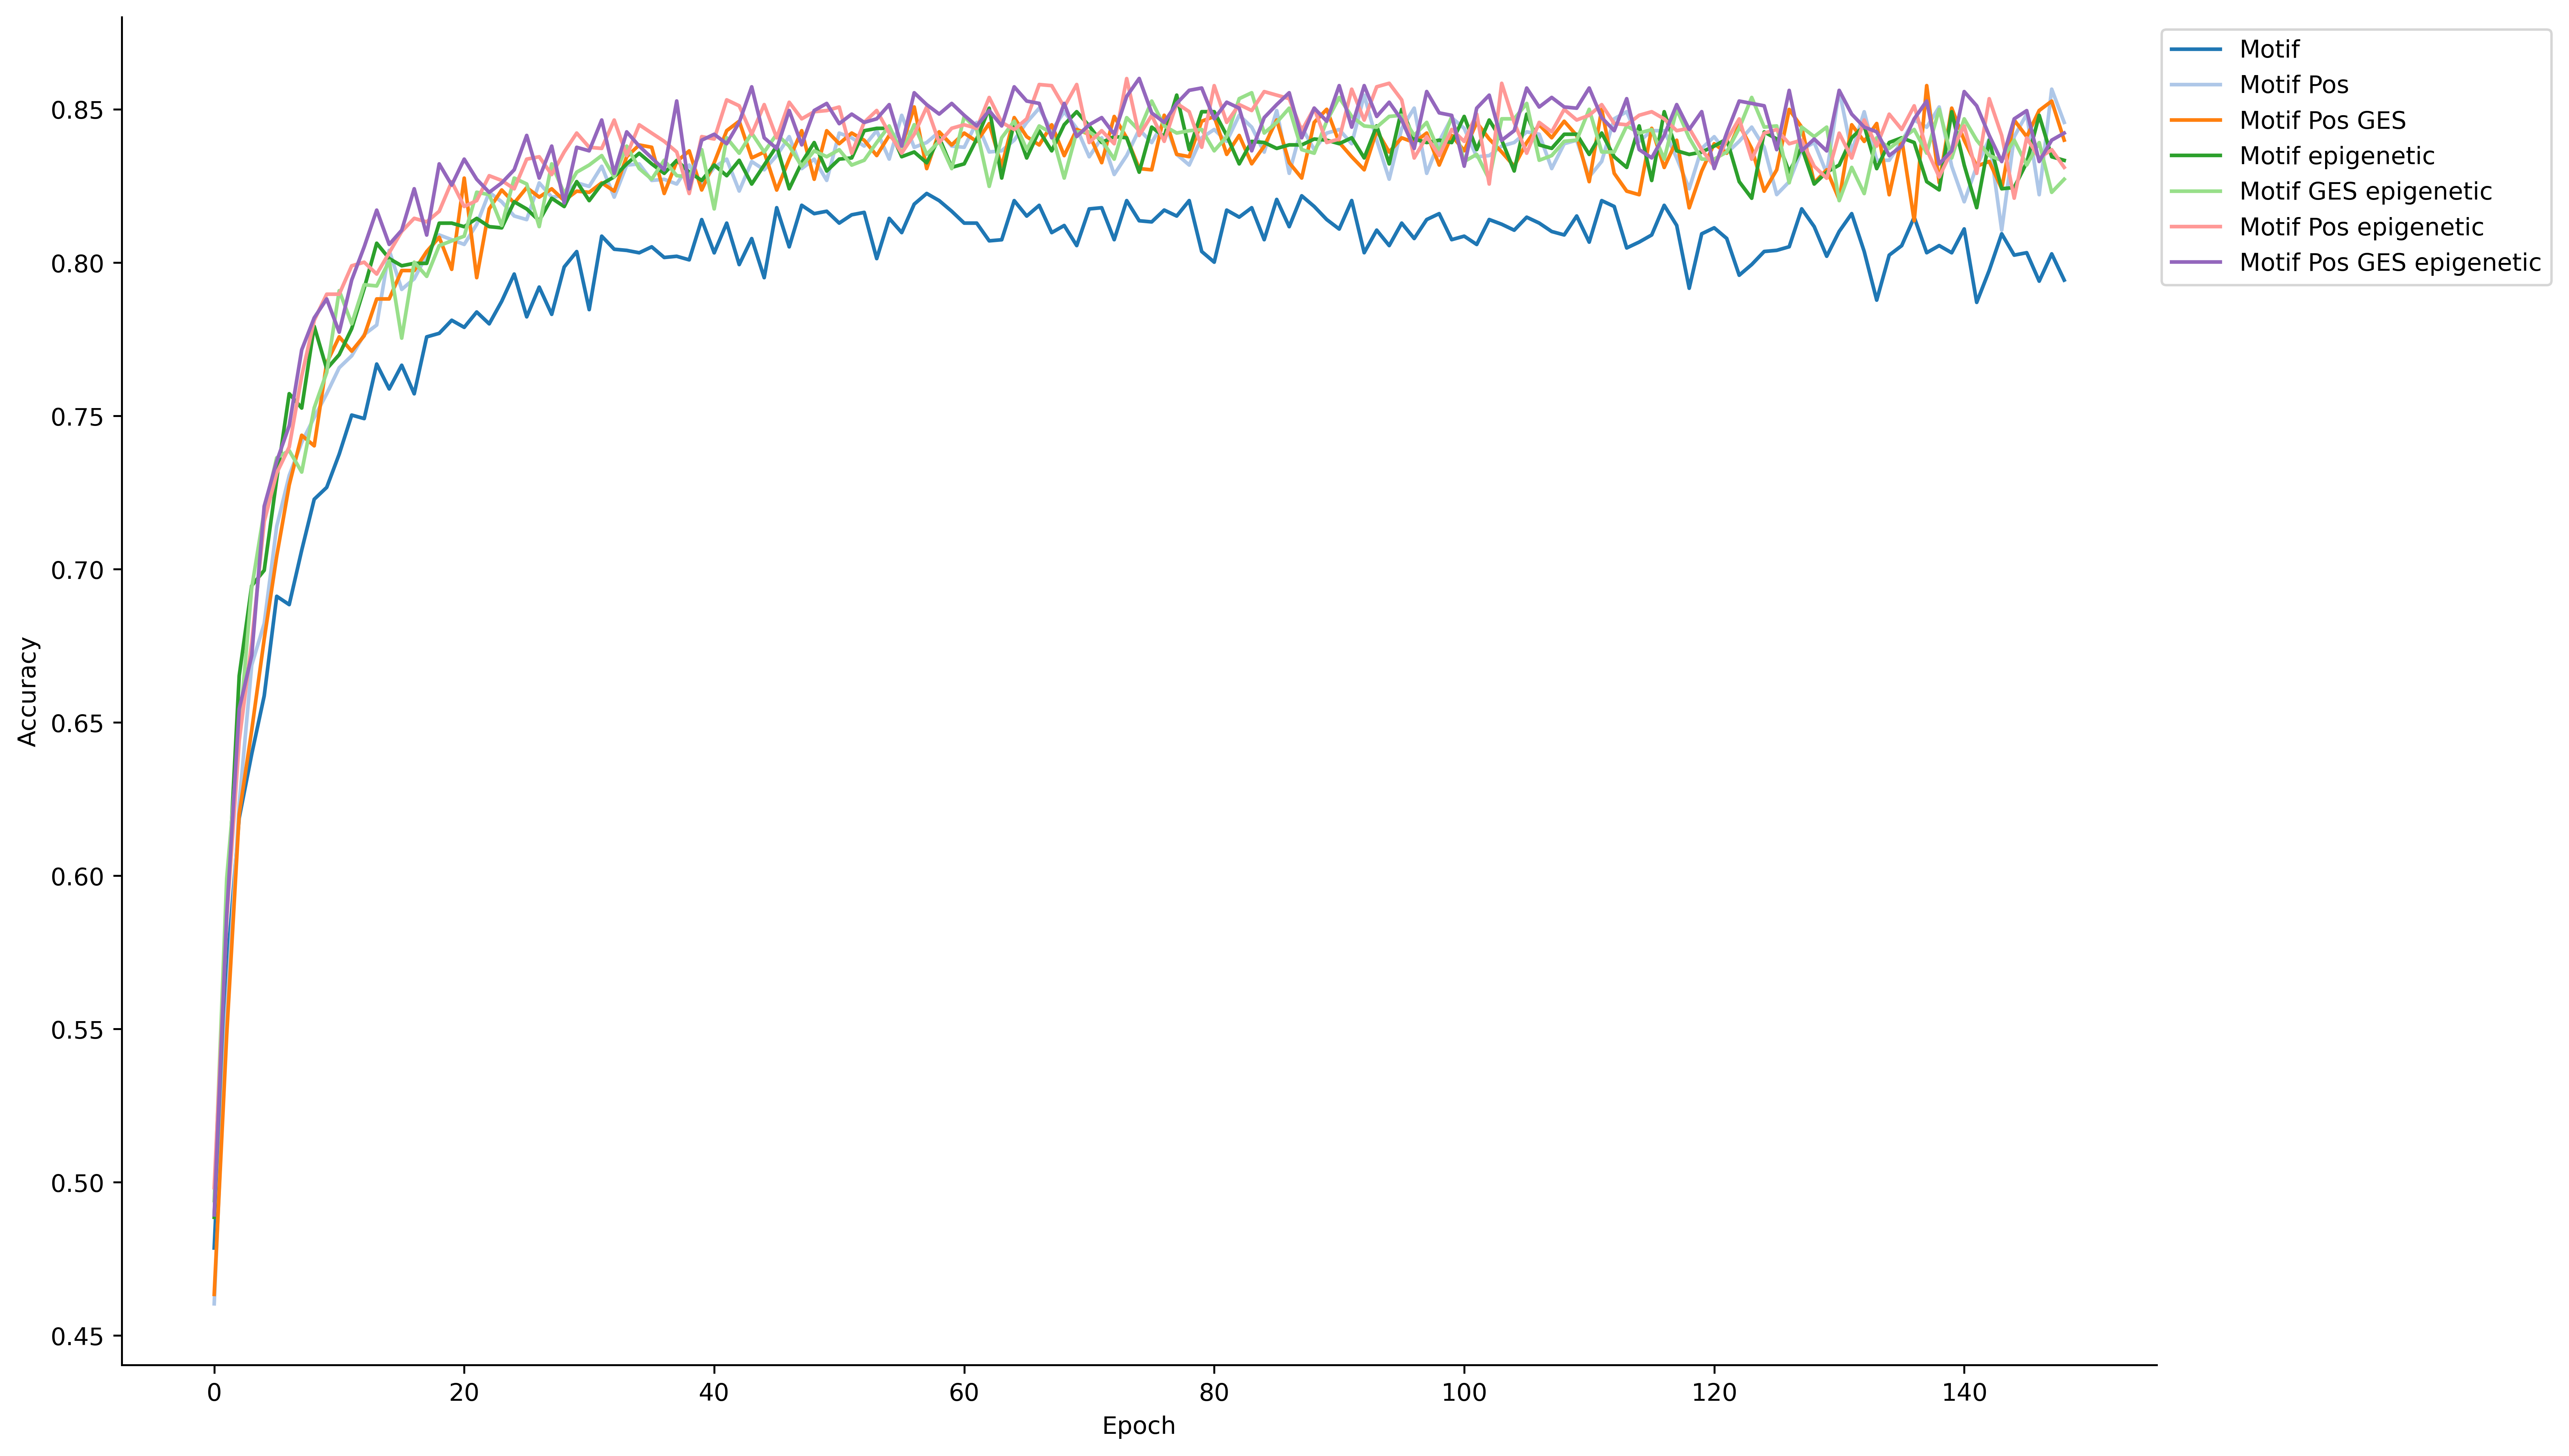 Motif
Motif Pos
Motif Pos GES
Motif epigenetic
Motif GES epigenetic
Motif Pos epigenetic
Motif Pos GES epigenetic
Accuracy
0.85
0.80
0.75
0.70
0.65
0.60
0.55
0.50
0.45
0 20 40 60 80 100 120 140
Epoch